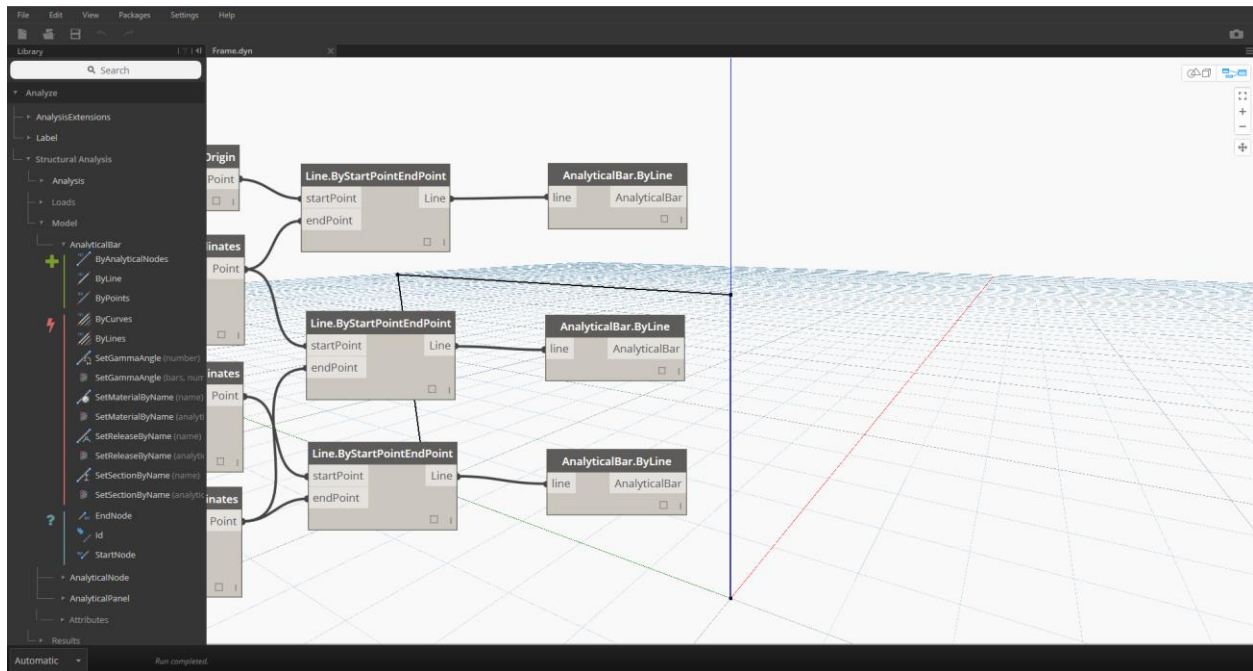 File Edit View Packages Settings Help
Library
Frame.dyn
Search
Analyze
AnalysisExtensions
Label
Structural Analysis
Analysis
Loads
Model
AnalyticalBar
ByAnalyticalNodes
ByLine
ByPoints
ByCurves
ByLines
SetGammaAngle (number)
SetGammaAngle (bars, num
SetMaterialByName (name)
SetMaterialByName (analyti
SetReleaseByName (name)
SetReleaseByName (analytic
SetSectionByName (name)
SetSectionByName (analytic
? EndNode
Id
StartNode
AnalyticalNode
AnalyticalPanel
Attributes
Results
Automatic
Run completed.
Origin
Point
inates
Point
inates
Point
inates
Point
Line.ByStartPointEndPoint
startPoint Line
endPoint
AnalyticalBar.ByLine
line AnalyticalBar
Line.ByStartPointEndPoint
startPoint Line
endPoint
AnalyticalBar.ByLine
line AnalyticalBar
Line.ByStartPointEndPoint
startPoint Line
endPoint
AnalyticalBar.ByLine
line AnalyticalBar